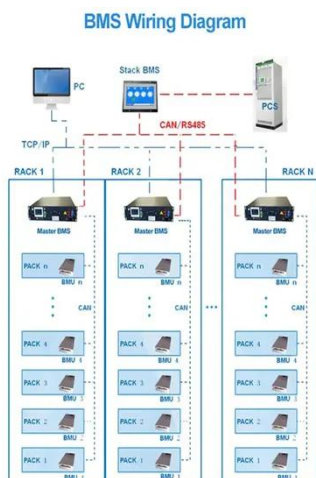 BMS Wiring Diagram
PC
Stack BMS
PCS
CAN/RS485
TCP/IP
RACK 1
RACK 2
RACK N
Master BMS
Master BMS
Master BMS
PACK n
PACK n
PACK n
BMU n
BMU n
BMU n
CAN
CAN
CAN
PACK 4
PACK 4
PACK 4
BMU 4
BMU 4
BMU 4
PACK 3
PACK 3
PACK 3
BMU 3
BMU 3
BMU 3
PACK 2
PACK 2
PACK 2
BMU 2
BMU 2
BMU 2
PACK 1
PACK 1
PACK 1